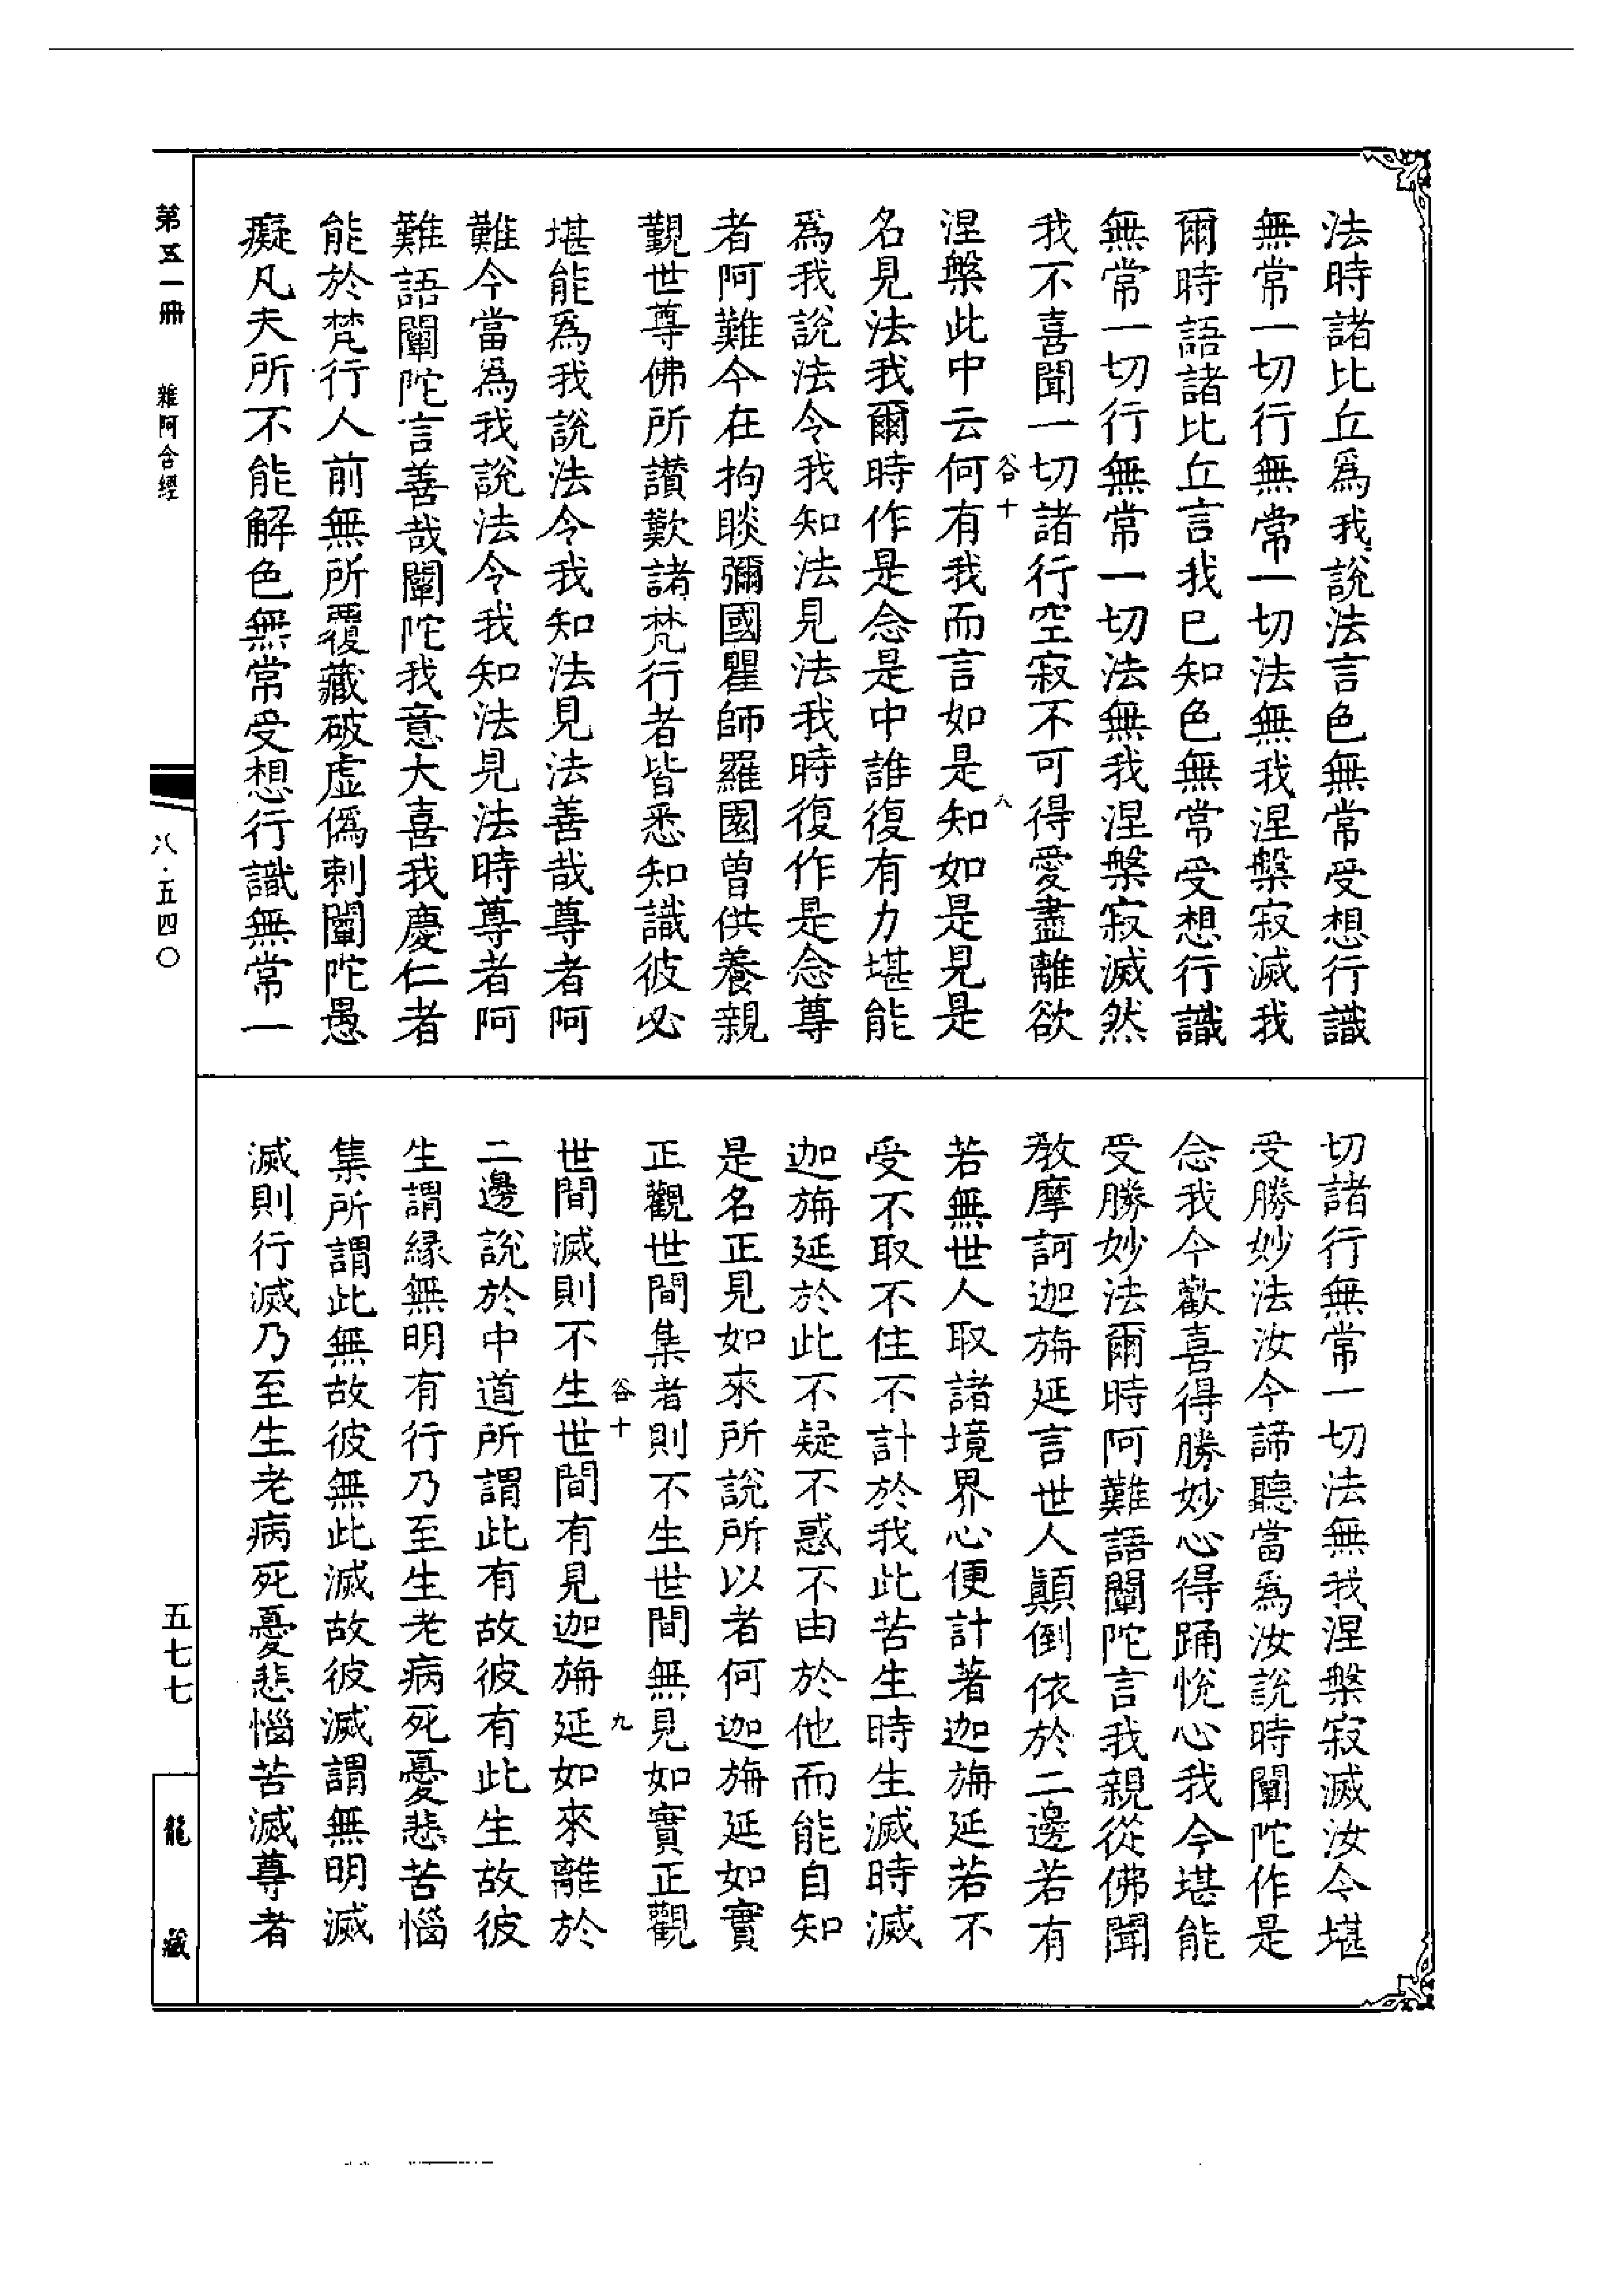 法時諸比丘爲我說法言色無常受想行識
無常一切行無常一切法無我涅槃寂滅我
爾時語諸比丘言我已知色無常受想行識
無常一切行無常一切法無我涅槃寂滅然
我不喜聞一切諸行空寂不可得愛盡離欲
谷十 八
涅槃此中云何有我而言如是知如是見是
名見法我爾時作是念是中誰復有力堪能
爲我說法令我知法見法我時復作是念尊
者阿難今在拘睒彌國瞿師羅園曾供養親
覲世尊佛所讃歎諸梵行者皆悉知識彼必
堪能爲我說法令我知法見法善哉尊者阿
難今當爲我說法令我知法見法時尊者阿
難語闡陀言善哉闡陀我意大喜我慶仁者
能於梵行人前無所覆藏破虛僞刺闡陀愚
癡凡夫所不能解色無常受想行識無常一
切諸行無常一切法無我涅槃寂滅汝今堪
受勝妙法汝今諦聽當爲汝說時闡陀作是
念我今歡喜得勝妙心得踊悅心我今堪能
受勝妙法爾時阿難語闡陀言我親從佛聞
教摩訶迦旃延言世人顚倒依於二邊若有
若無世人取諸境界心便計著迦旃延若不
受不取不住不計於我此苦生時生滅時滅
迦旃延於此不疑不惑不由於他而能自知
是名正見如來所說所以者何迦旃延如實
正觀世間集者則不生世間無見如實正觀
谷十 九
世間滅則不生世間有見迦旃延如來離於
二邊說於中道所謂此有故彼有此生故彼
生謂緣無明有行乃至生老病死憂悲苦惱
集所謂此無故彼無此滅故彼滅謂無明滅
滅則行滅乃至生老病死憂悲惱苦滅尊者
第五一冊 雜阿含經
八·五四〇
五七七
龍藏